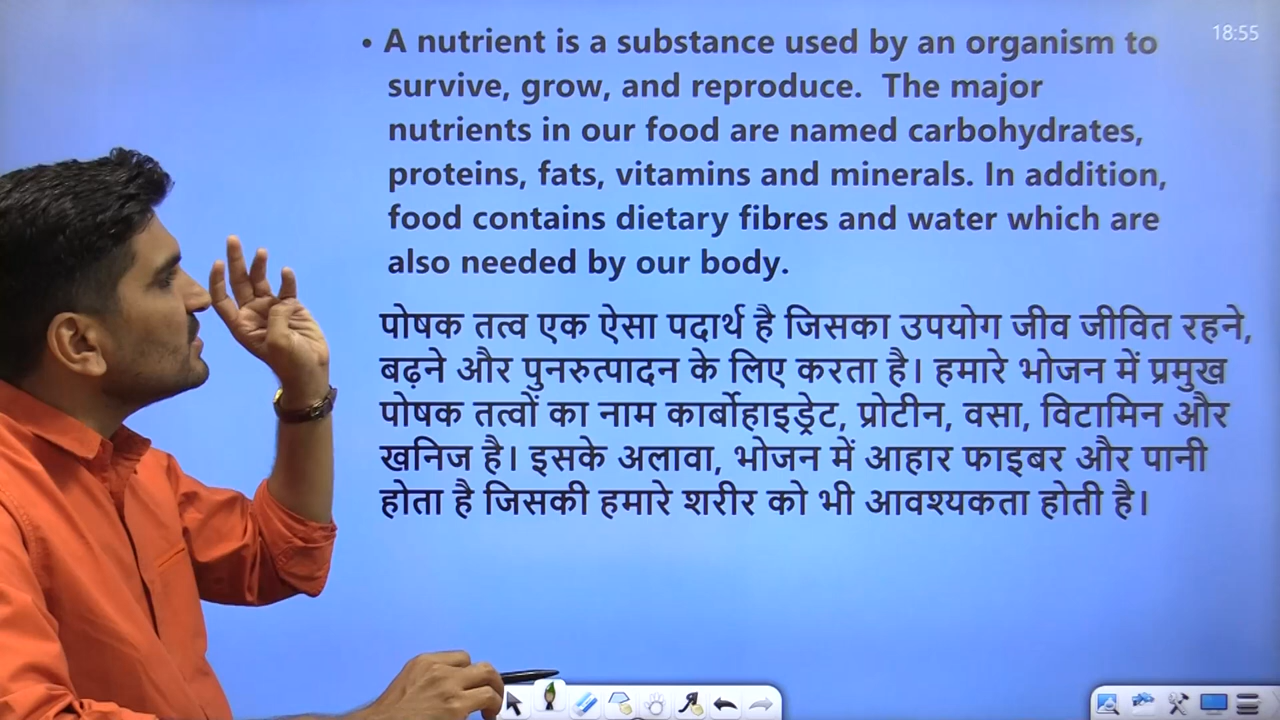 18:55
• A nutrient is a substance used by an organism to
survive, grow, and reproduce. The major
nutrients in our food are named carbohydrates,
proteins, fats, vitamins and minerals. In addition,
food contains dietary fibres and water which are
also needed by our body.
पोषक तत्व एक ऐसा पदार्थ है जिसका उपयोग जीव जीवित रहने,
बढ़ने और पुनरुत्पादन के लिए करता है। हमारे भोजन में प्रमुख
पोषक तत्वों का नाम कार्बोहाइड्रेट, प्रोटीन, वसा, विटामिन और
खनिज है। इसके अलावा, भोजन में आहार फाइबर और पानी
होता है जिसकी हमारे शरीर को भी आवश्यकता होती है।